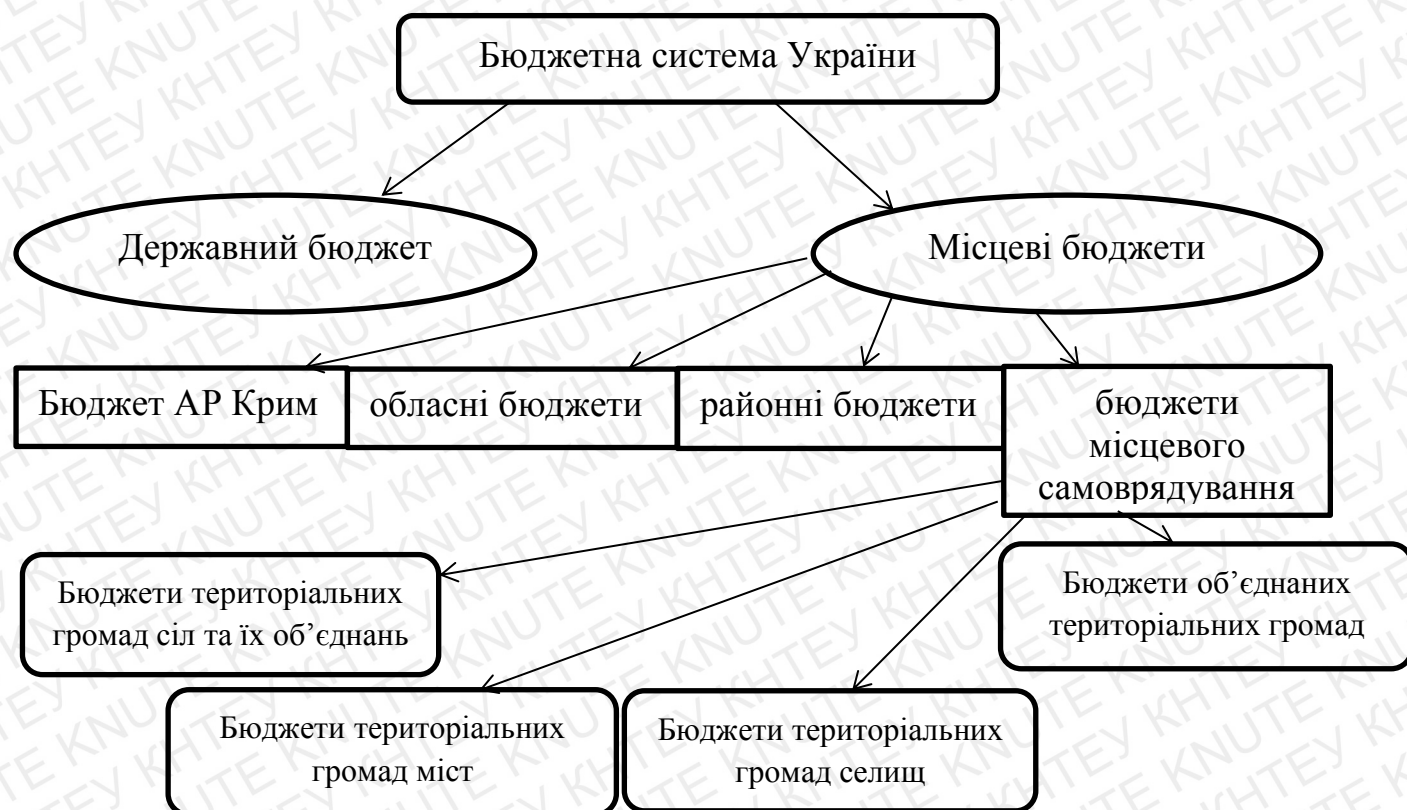 Бюджетна система України
Державний бюджет
Місцеві бюджети
Бюджет АР Крим
обласні бюджети
районні бюджети
бюджети
місцевого
самоврядування
Бюджети територіальних
громад сіл та їх об’єднань
Бюджети об’єднаних
територіальних громад
Бюджети територіальних
громад міст
Бюджети територіальних
громад селищ